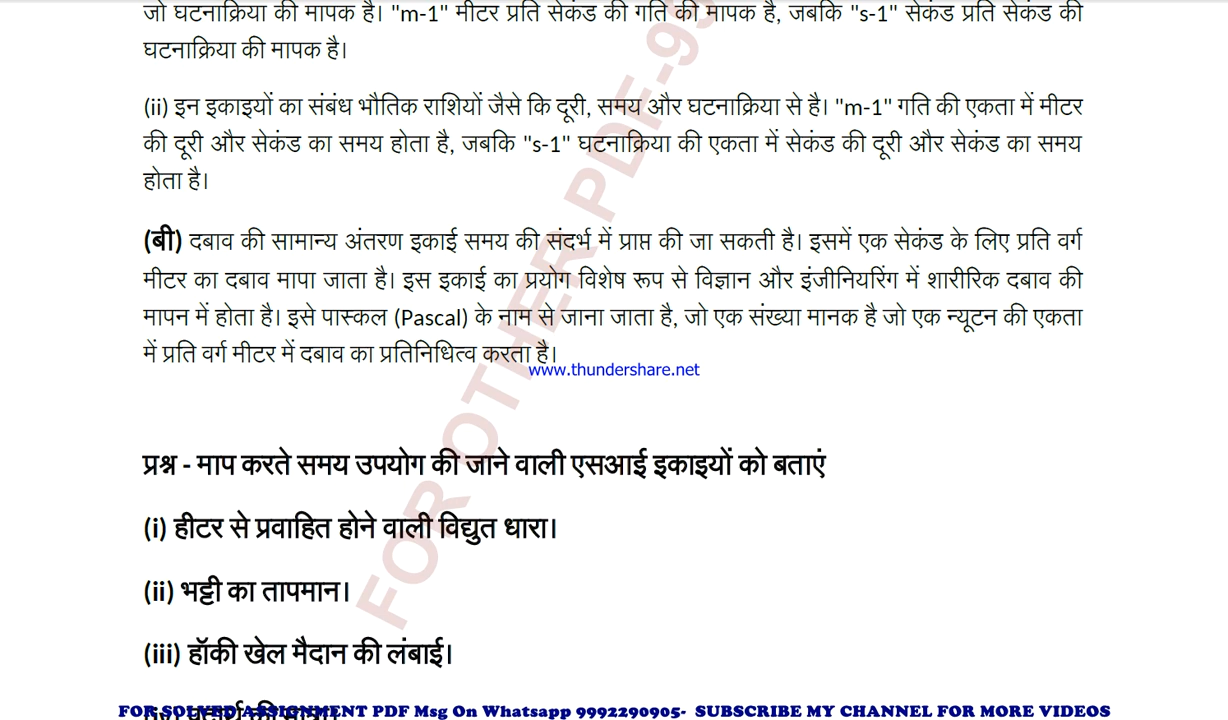 जो घटनाक्रिया की मापक है। "m-1" मीटर प्रति सेकंड की गति की मापक है, जबकि "s-1" सेकंड प्रति सेकंड की
घटनाक्रिया की मापक है।
(ii) इन इकाइयों का संबंध भौतिक राशियों जैसे कि दूरी, समय और घटनाक्रिया से है। "m-1" गति की एकता में मीटर
की दूरी और सेकंड का समय होता है, जबकि "s-1" घटनाक्रिया की एकता में सेकंड की दूरी और सेकंड का समय
होता है।
(बी) दबाव की सामान्य अंतरण इकाई समय की संदर्भ में प्राप्त की जा सकती है। इसमें एक सेकंड के लिए प्रति वर्ग
मीटर का दबाव मापा जाता है। इस इकाई का प्रयोग विशेष रूप से विज्ञान और इंजीनियरिंग में शारीरिक दबाव की
मापन में होता है। इसे पास्कल (Pascal) के नाम से जाना जाता है, जो एक संख्या मानक है जो एक न्यूटन की एकता
में प्रति वर्ग मीटर में दबाव का प्रतिनिधित्व करता है।
www.thundershare.net
प्रश्न - माप करते समय उपयोग की जाने वाली एसआई इकाइयों को बताएं
(i) हीटर से प्रवाहित होने वाली विद्युत धारा।
(ii) भट्टी का तापमान।
(iii) हॉकी खेल मैदान की लंबाई।
FOR SOLVED ASSIGNMENT PDF Msg On Whatsapp 9992290905- SUBSCRIBE MY CHANNEL FOR MORE VIDEOS
FOR OTHER PDF-99